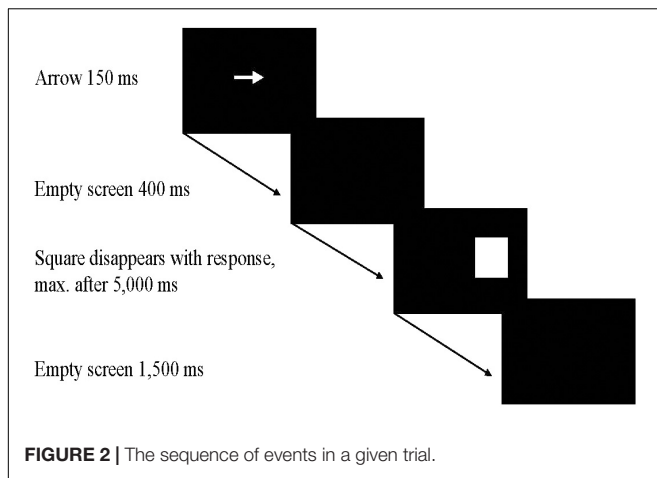 Arrow 150 ms
Empty screen 400 ms
Square disappears with response,
max. after 5,000 ms
Empty screen 1,500 ms
FIGURE 2 | The sequence of events in a given trial.